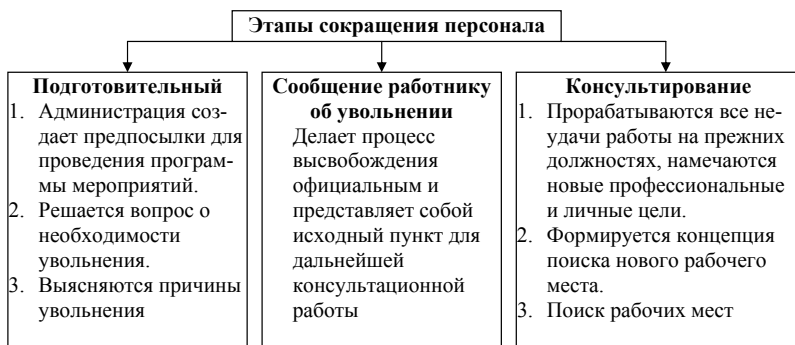 Этапы сокращения персонала
Подготовительный
1. Администрация соз-
дает предпосылки для
проведения програм-
мы мероприятий.
2. Решается вопрос о
необходимости
увольнения.
3. Выясняются причины
увольнения
Сообщение работнику
об увольнении
Делает процесс
высвобождения
официальным и
представляет собой
исходный пункт для
дальнейшей
консультационной
работы
Консультирование
1. Прорабатываются все не-
удачи работы на прежних
должностях, намечаются
новые профессиональные
и личные цели.
2. Формируется концепция
поиска нового рабочего
места.
3. Поиск рабочих мест